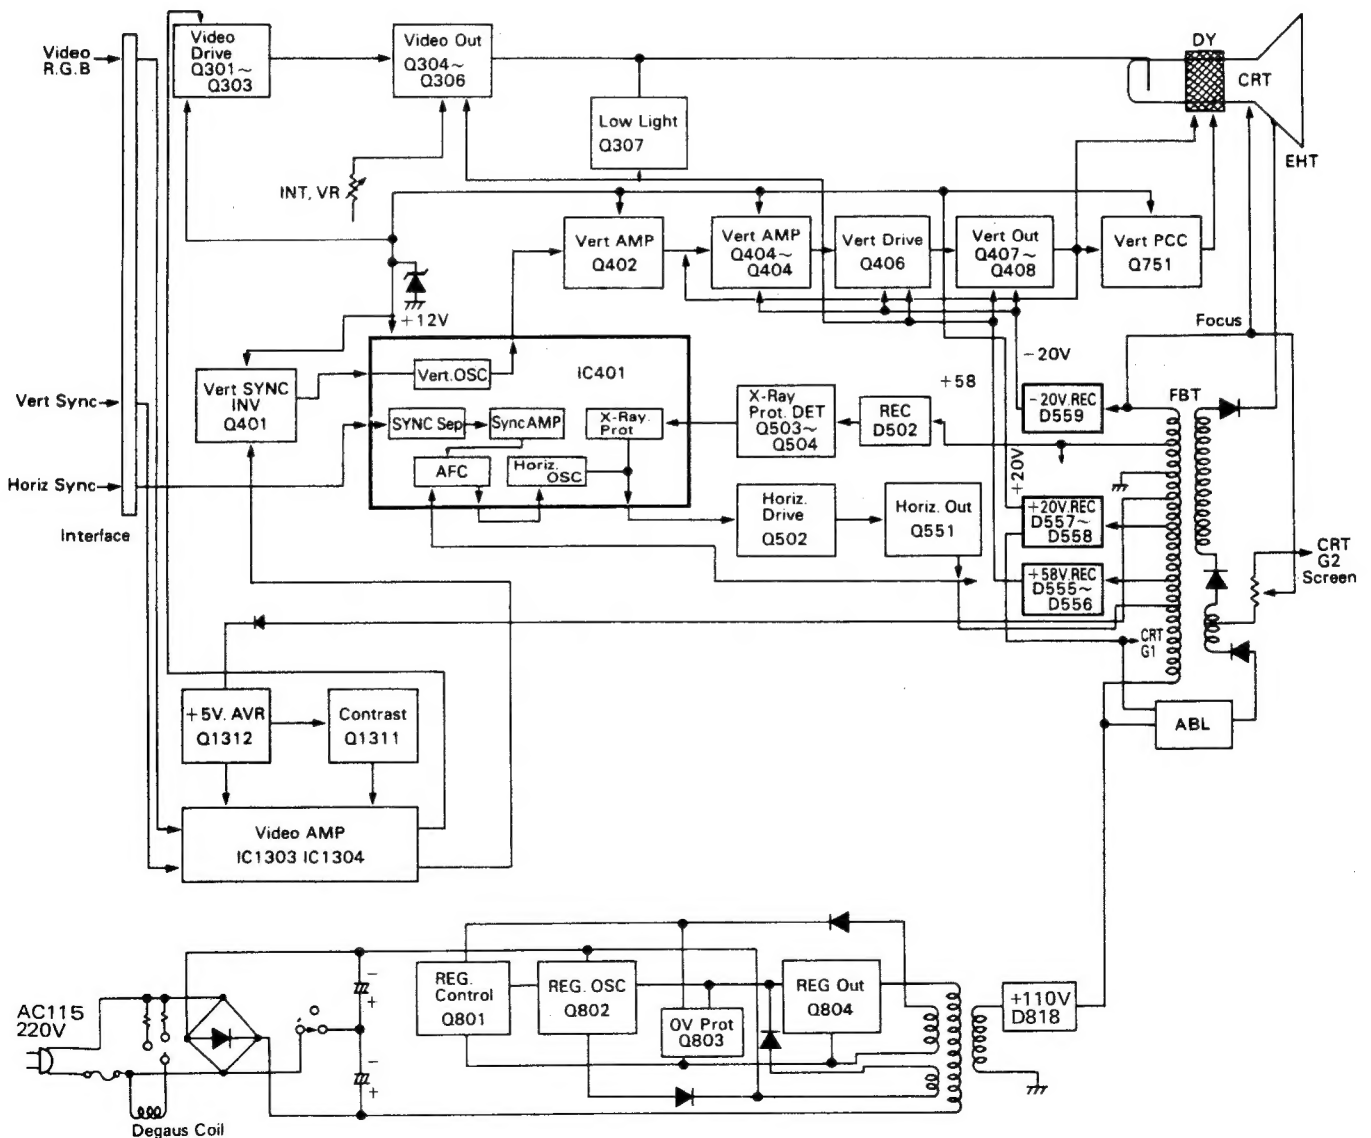 Video
R.G.B
Video
Drive
Q301~
Q303
Video Out
Q304~
Q306
DY
CRT
Low Light
Q307
EHT
INT, VR
Vert AMP
Q402
Vert AMP
Q404~
Q404
Vert Drive
Q406
Vert Out
Q407~
Q408
Vert PCC
Q751
+12V
Focus
-20V
+58
IC401
Vert.OSC
Vert SYNC
INV
Q401
Vert Sync
SYNC Sep
Sync AMP
X-Ray.
Prot
X-Ray
Prot. DET
Q503~
Q504
REC
D502
-20V.REC
D559
FBT
AFC
Horiz.
OSC
Horiz Sync
Interface
Horiz.
Drive
Q502
Horiz. Out
Q551
+20V
+20V.REC
D557~
D558
+58V.REC
D555~
D556
CRT
G2
Screen
CRT
G1
+5V. AVR
Q1312
Contrast
Q1311
ABL
Video AMP
IC1303 IC1304
AC115
220V
REG.
Control
Q801
REG. OSC
Q802
OV Prot
Q803
REG Out
Q804
+110V
D818
-
+
-
+
Degaus Coil